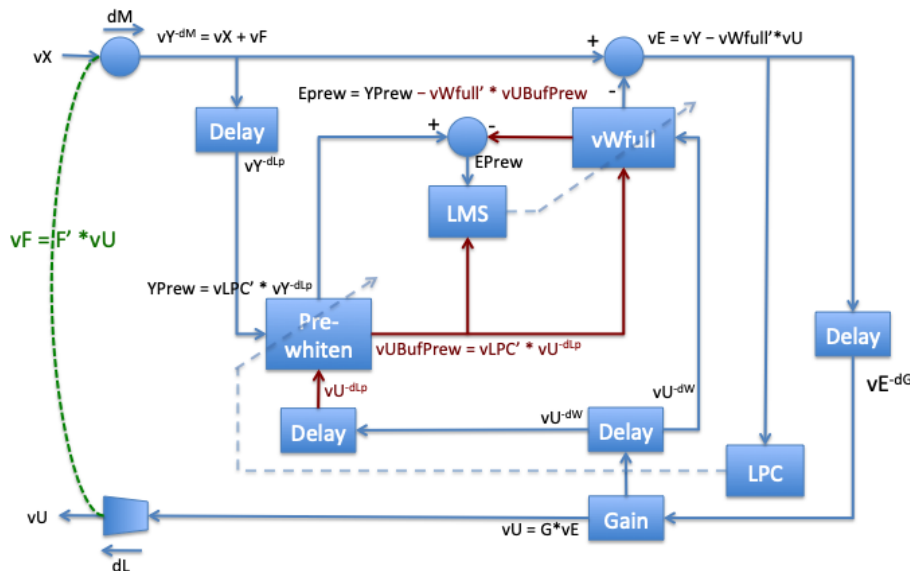 dM
vX
vY⁻ᵈᴹ = vX + vF
+
vE = vY – vWfull'*vU
-
Eprew = YPrew – vWfull' * vUBufPrew
Delay
+
-
vWfull
vY⁻ᵈᴸᵖ
EPrew
LMS
vF = F' *vU
YPrew = vLPC' * vY⁻ᵈᴸᵖ
Pre-
whiten
vUBufPrew = vLPC' * vU⁻ᵈᴸᵖ
Delay
vE⁻ᵈᴳ
vU⁻ᵈᴸᵖ
vU⁻ᵈᵂ
vU⁻ᵈᵂ
Delay
Delay
LPC
vU
vU = G*vE
Gain
dL